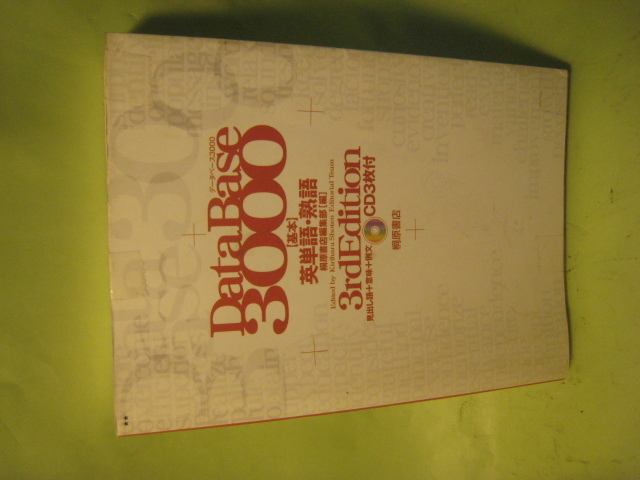 データベース3000
DataBase
3000
[基本]
英単語・熟語
桐原書店編集部[編]
Edited by Kirihara Shoten Editorial Team
3rdEdition
見出し語+意味+例文 CD3枚付
桐原書店